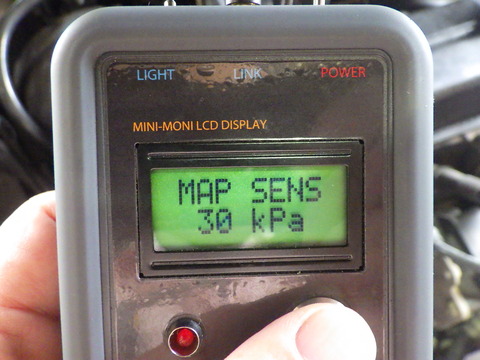 LIGHT LINK POWER
MINI-MONI LCD DISPLAY
MAP SENS
30 kPa